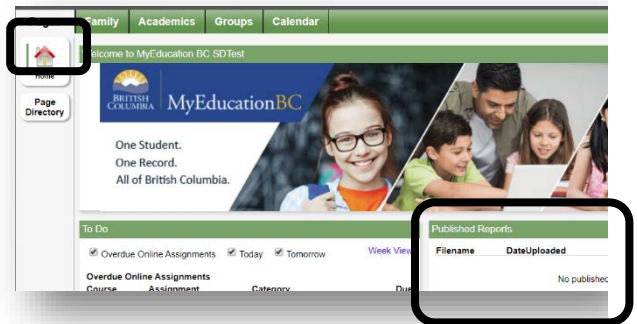 Family Academics Groups Calendar
Welcome to MyEducation BC SDTest
Home
Page
Directory
BRITISH
COLUMBIA
MyEducationBC
One Student.
One Record.
All of British Columbia.
To Do
Overdue Online Assignments Today Tomorrow Week View
Overdue Online Assignments
Course Assignment Category Due
Published Reports
Filename DateUploaded
No published